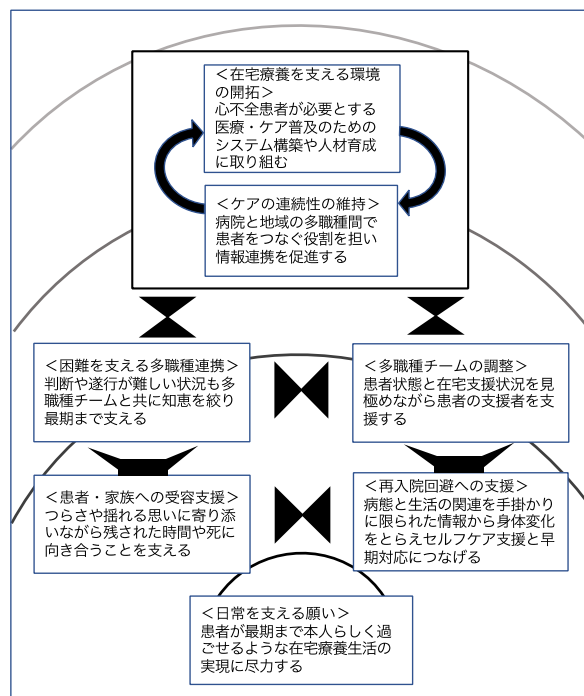 ＜在宅療養を支える環境
の開拓＞
心不全患者が必要とする
医療・ケア普及のための
システム構築や人材育成
に取り組む
＜ケアの連続性の維持＞
病院と地域の多職種間で
患者をつなぐ役割を担い
情報連携を促進する
＜困難を支える多職種連携＞
判断や遂行が難しい状況も多
職種チームと共に知恵を絞り
最期まで支える
＜多職種チームの調整＞
患者状態と在宅支援状況を見
極めながら患者の支援者を支
援する
＜患者・家族への受容支援＞
つらさや揺れる思いに寄り添
いながら残された時間や死に
向き合うことを支える
＜再入院回避への支援＞
病態と生活の関連を手掛かり
に限られた情報から身体変化
をとらえセルフケア支援と早
期対応につなげる
＜日常を支える願い＞
患者が最期まで本人らしく過
ごせるような在宅療養生活の
実現に尽力する